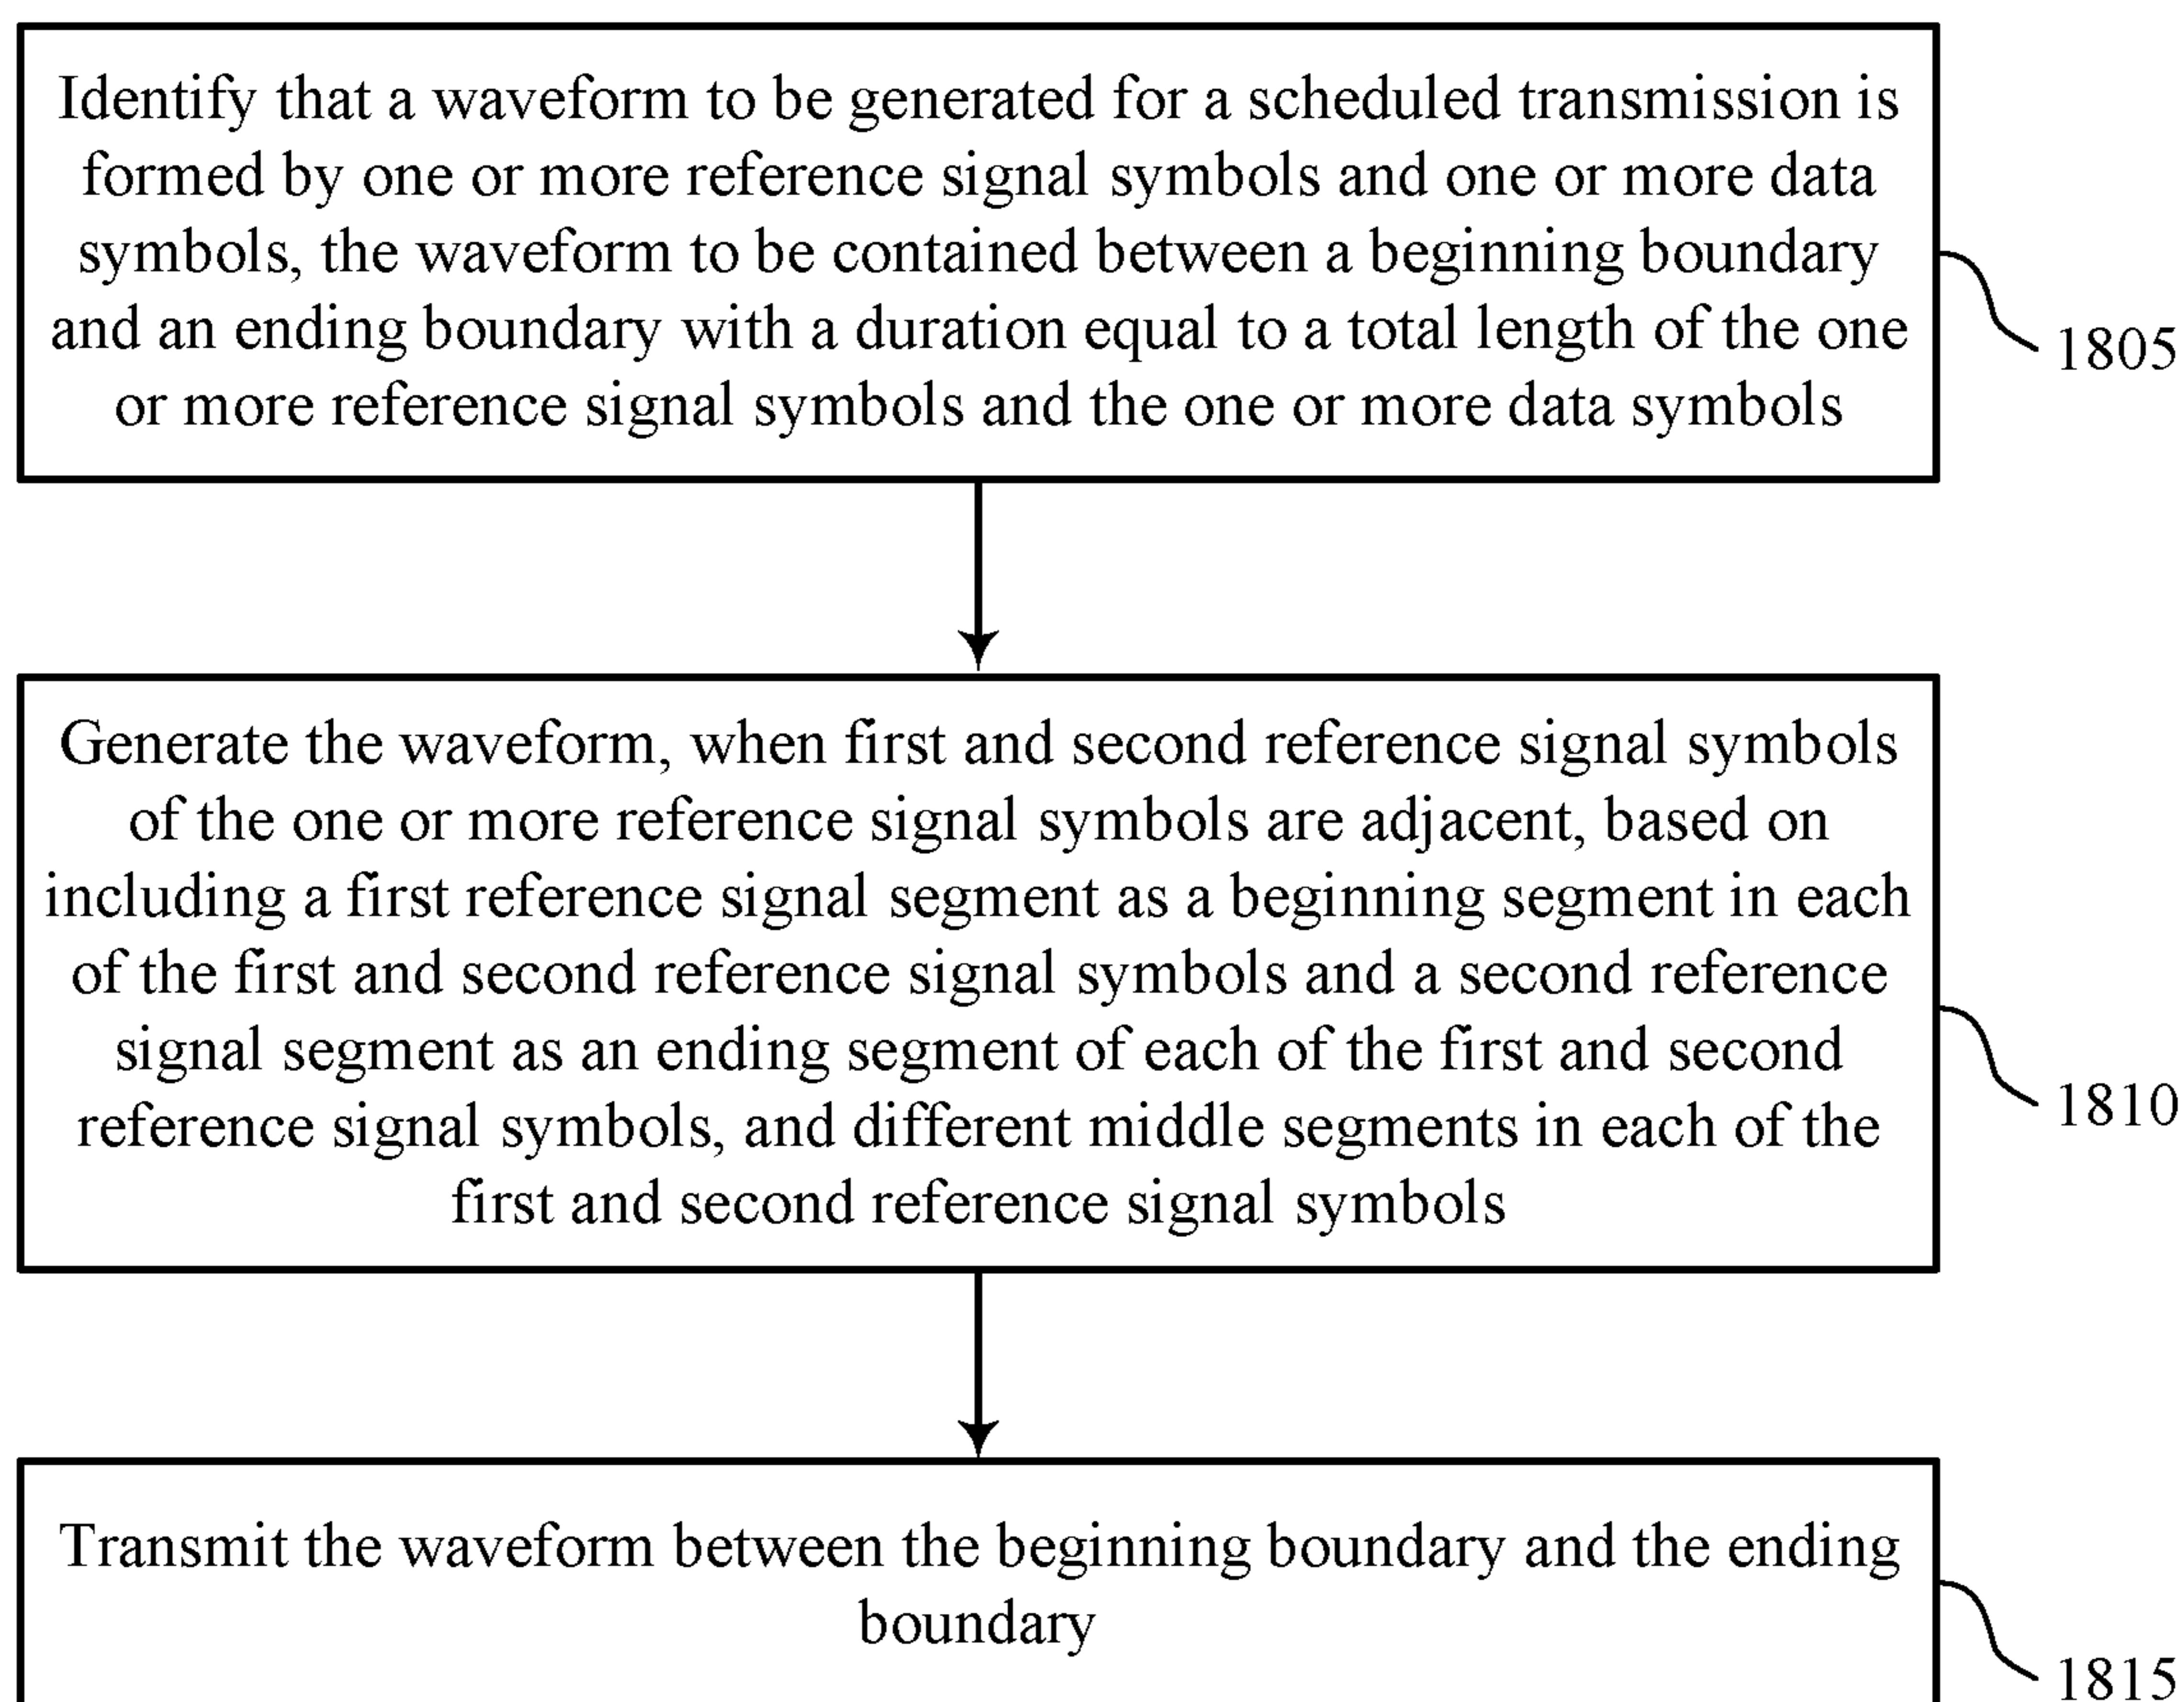 Identify that a waveform to be generated for a scheduled transmission is
formed by one or more reference signal symbols and one or more data
symbols, the waveform to be contained between a beginning boundary
and an ending boundary with a duration equal to a total length of the one
or more reference signal symbols and the one or more data symbols
1805
Generate the waveform, when first and second reference signal symbols
of the one or more reference signal symbols are adjacent, based on
including a first reference signal segment as a beginning segment in each
of the first and second reference signal symbols and a second reference
signal segment as an ending segment of each of the first and second
reference signal symbols, and different middle segments in each of the
first and second reference signal symbols
1810
Transmit the waveform between the beginning boundary and the ending
boundary
1815